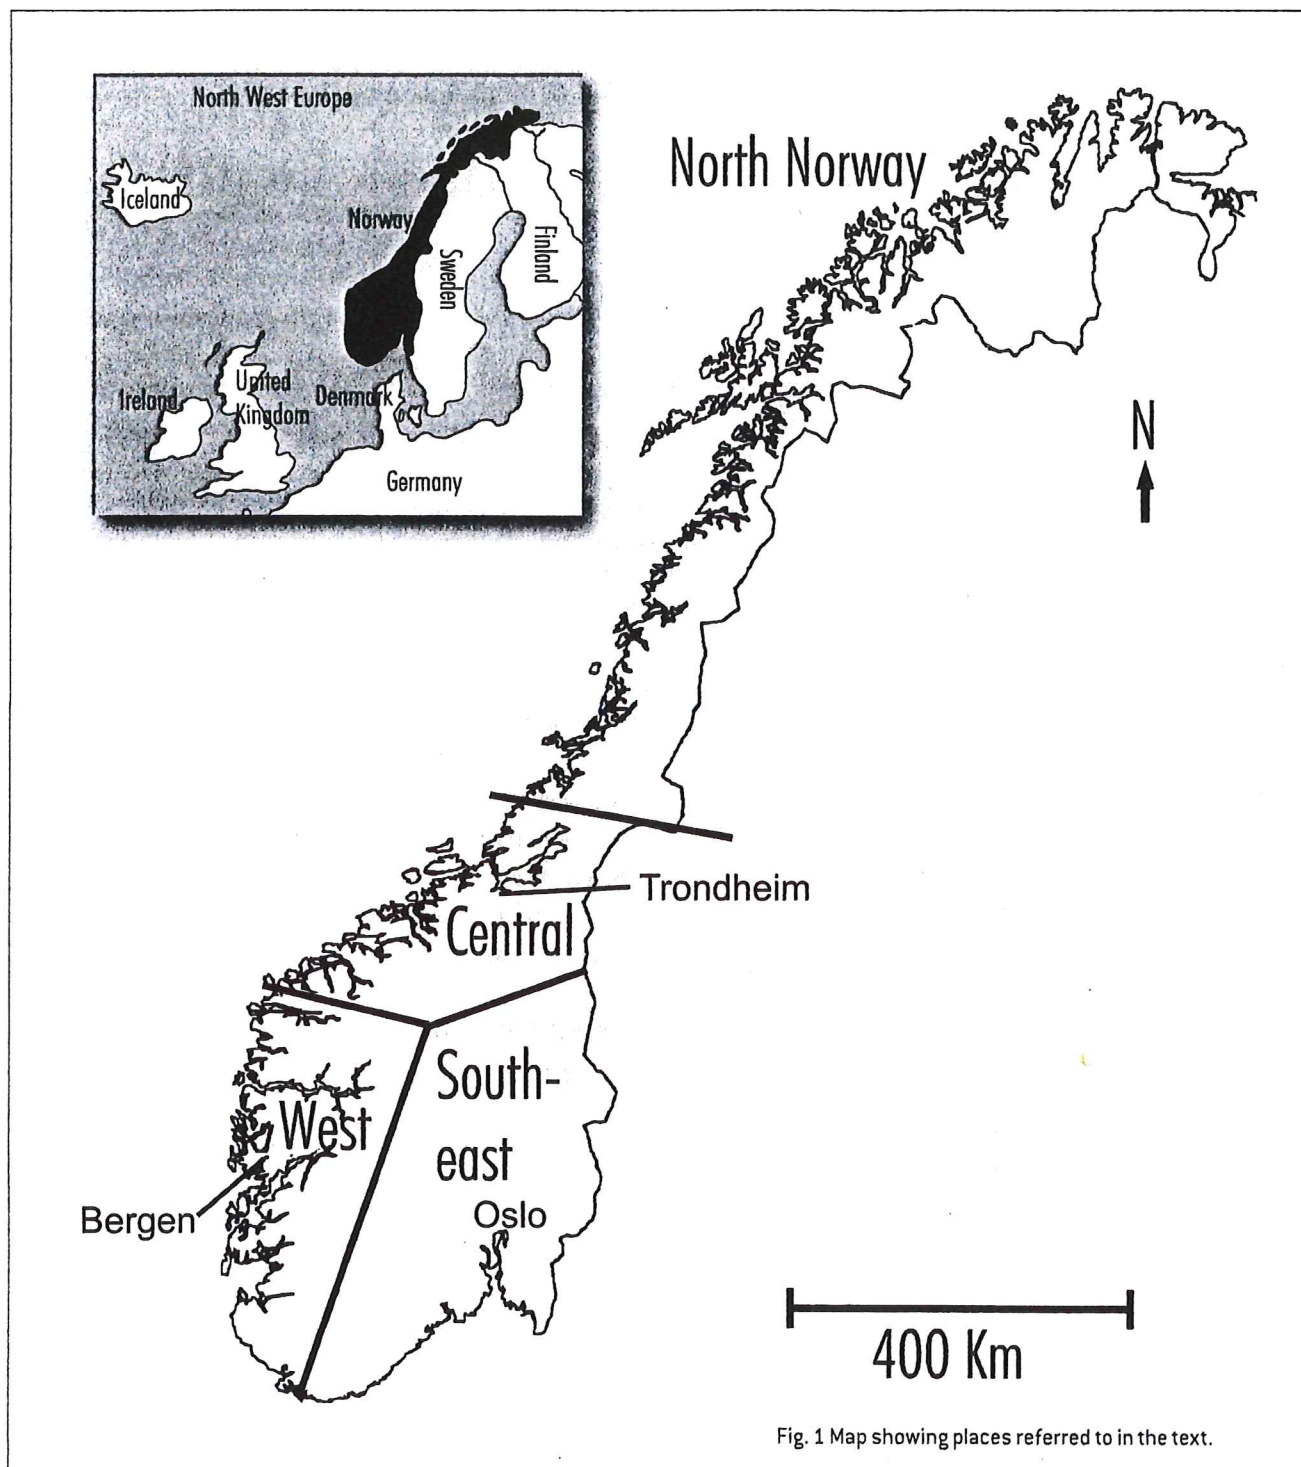 North West Europe
Iceland
Norway
Finland
Sweden
United
Kingdom
Ireland
Denmark
Germany
North Norway
N
Trondheim
Central
South-
east
West
Bergen
Oslo
400 Km
Fig. 1 Map showing places referred to in the text.